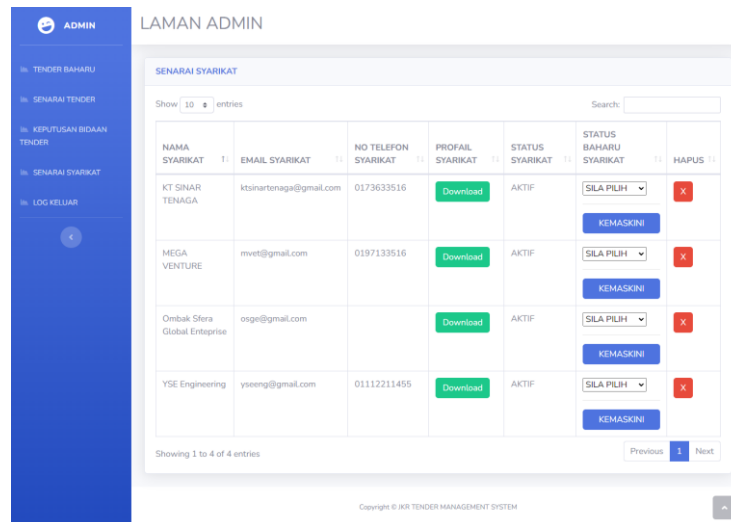 ADMIN
LAMAN ADMIN
TENDER BAHARU
SENARAI TENDER
KEPUTUSAN BIDAAN
TENDER
SENARAI SYARIKAT
LOG KELUAR
SENARAI SYARIKAT
Show 10 entries
Search:
NAMA
SYARIKAT
EMAIL SYARIKAT
NO TELEFON
SYARIKAT
PROFAIL
SYARIKAT
STATUS
SYARIKAT
STATUS
BAHARU
SYARIKAT
HAPUS
KT SINAR
TENAGA
ktsinartenaga@gmail.com
0173633516
Download
AKTIF
SILA PILIH
KEMASKINI
X
MEGA
VENTURE
mvet@gmail.com
0197133516
Download
AKTIF
SILA PILIH
KEMASKINI
X
Ombak Sfera
Global Enteprise
osge@gmail.com
Download
AKTIF
SILA PILIH
KEMASKINI
X
YSE Engineering
yseeng@gmail.com
01112211455
Download
AKTIF
SILA PILIH
KEMASKINI
X
Showing 1 to 4 of 4 entries
Previous 1 Next
Copyright © JKR TENDER MANAGEMENT SYSTEM